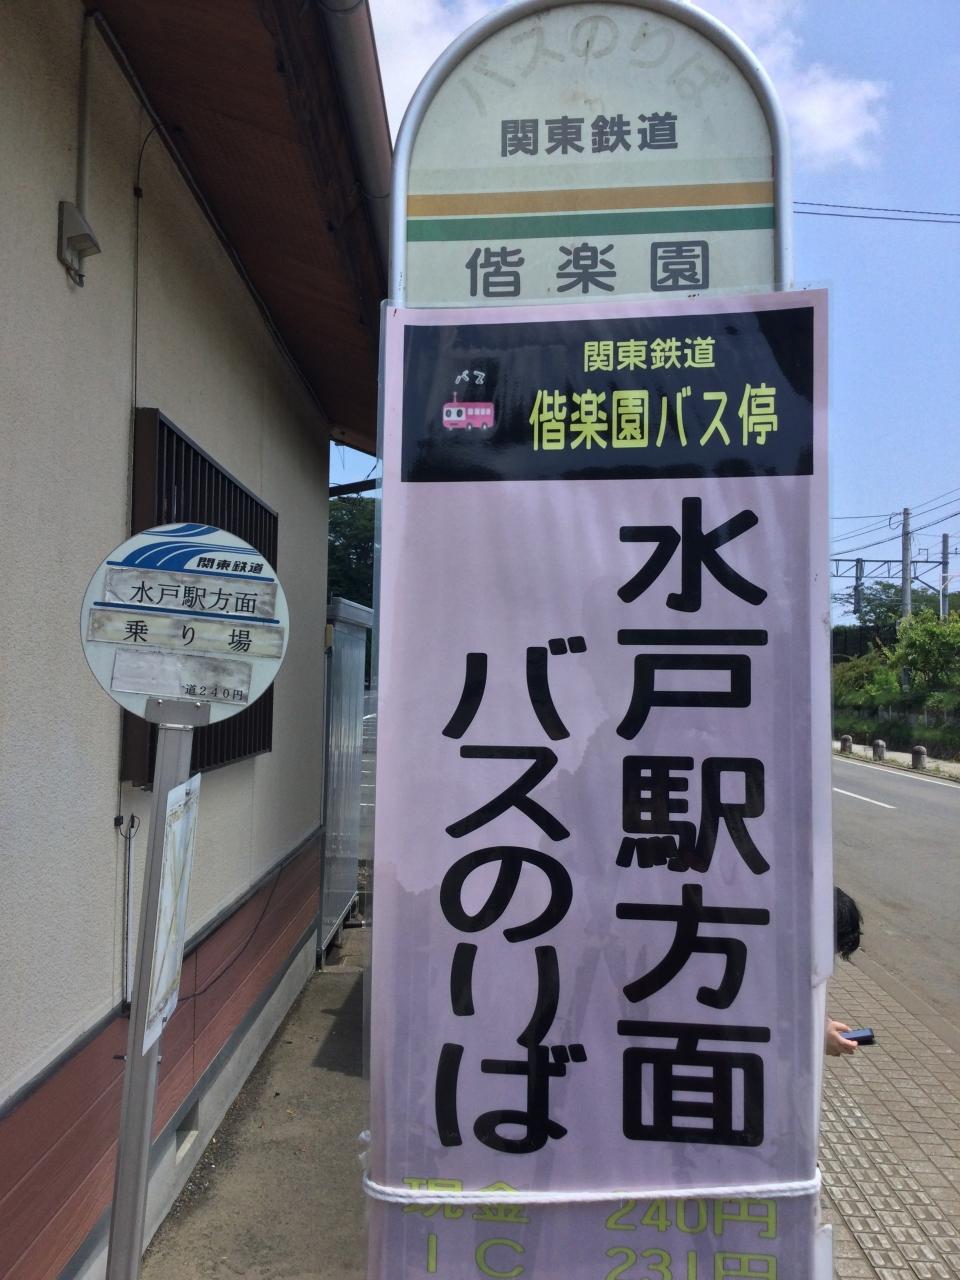 バスのりば
関東鉄道
偕楽園
関東鉄道
バス
偕楽園バス停
水戸駅方面
バスのりば
現金 240円
IC 231円
関東鉄道
水戸駅方面
乗り場
道240円